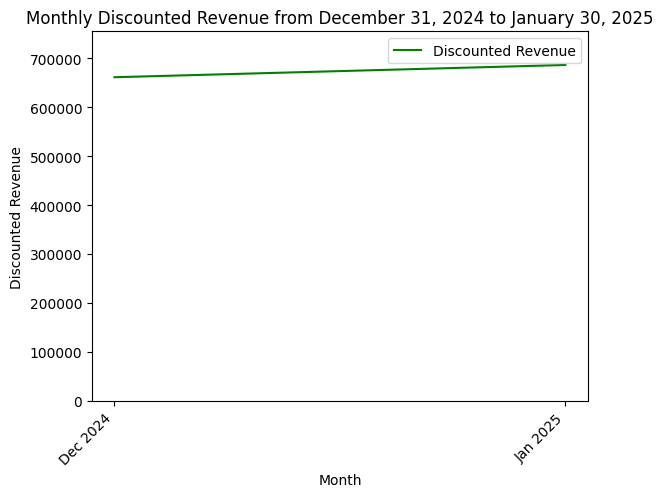 Monthly Discounted Revenue from December 31, 2024 to January 30, 2025
Discounted Revenue
700000
600000
500000
400000
300000
200000
100000
0
Discounted Revenue
Dec 2024
Jan 2025
Month